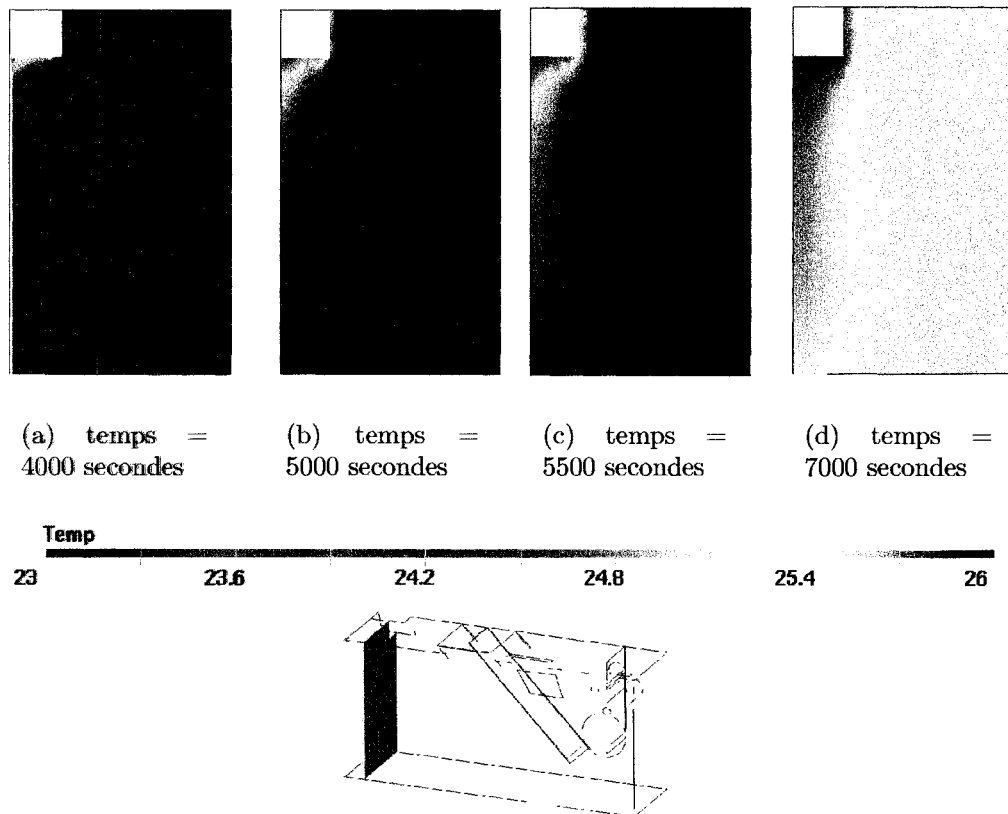 (a) temps =
4000 secondes
(b) temps =
5000 secondes
(c) temps =
5500 secondes
(d) temps =
7000 secondes
Temp
23 23.6 24.2 24.8 25.4 26